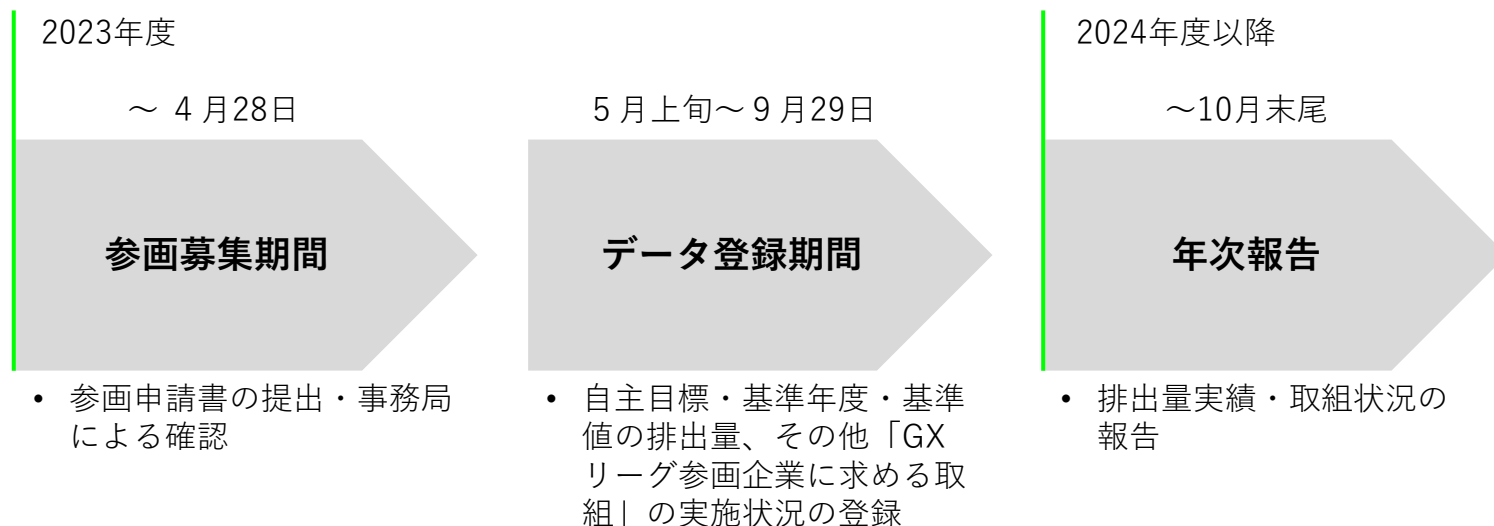 2023年度
～ 4月28日
参画募集期間
• 参画申請書の提出・事務局
による確認
5月上旬～9月29日
データ登録期間
• 自主目標・基準年度・基準
値の排出量、その他「GX
リーグ参画企業に求める取
組」の実施状況の登録
2024年度以降
～10月末尾
年次報告
• 排出量実績・取組状況の
報告